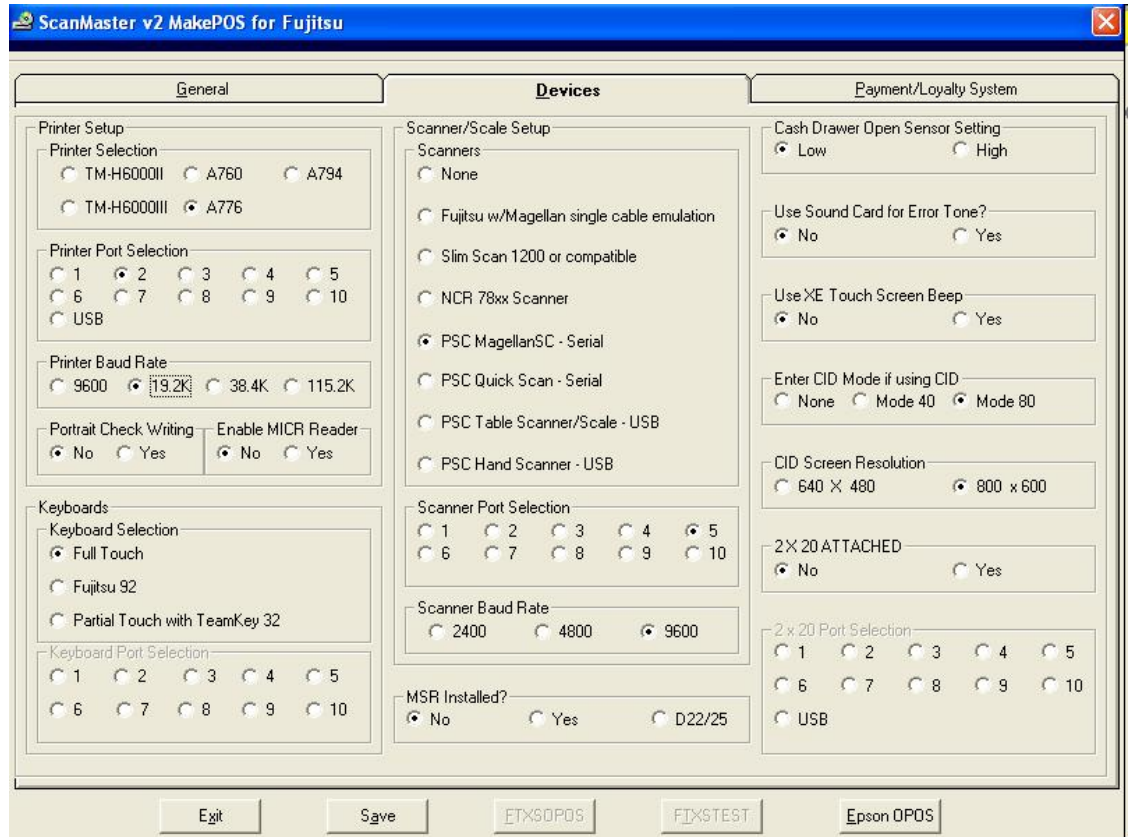 ScanMaster v2 MakePOS for Fujitsu
General
Devices
Payment/Loyalty System
Printer Setup
Printer Selection
TM-H6000II A760 A794
TM-H6000III A776
Printer Port Selection
1 2 3 4 5
6 7 8 9 10
USB
Printer Baud Rate
9600 19.2K 38.4K 115.2K
Portrait Check Writing
No Yes
Enable MICR Reader
No Yes
Keyboards
Keyboard Selection
Full Touch
Fujitsu 92
Partial Touch with TeamKey 32
Keyboard Port Selection
1 2 3 4 5
6 7 8 9 10
Scanner/Scale Setup
Scanners
None
Fujitsu w/Magellan single cable emulation
Slim Scan 1200 or compatible
NCR 78xx Scanner
PSC MagellanSC - Serial
PSC Quick Scan - Serial
PSC Table Scanner/Scale - USB
PSC Hand Scanner - USB
Scanner Port Selection
1 2 3 4 5
6 7 8 9 10
Scanner Baud Rate
2400 4800 9600
MSR Installed?
No Yes D22/25
Cash Drawer Open Sensor Setting
Low High
Use Sound Card for Error Tone?
No Yes
Use XE Touch Screen Beep
No Yes
Enter CID Mode if using CID
None Mode 40 Mode 80
CID Screen Resolution
640 X 480 800 x 600
2 X 20 ATTACHED
No Yes
2 x 20 Port Selection
1 2 3 4 5
6 7 8 9 10
USB
Exit
Save
FTXSOPOS
FTXSTEST
Epson OPOS